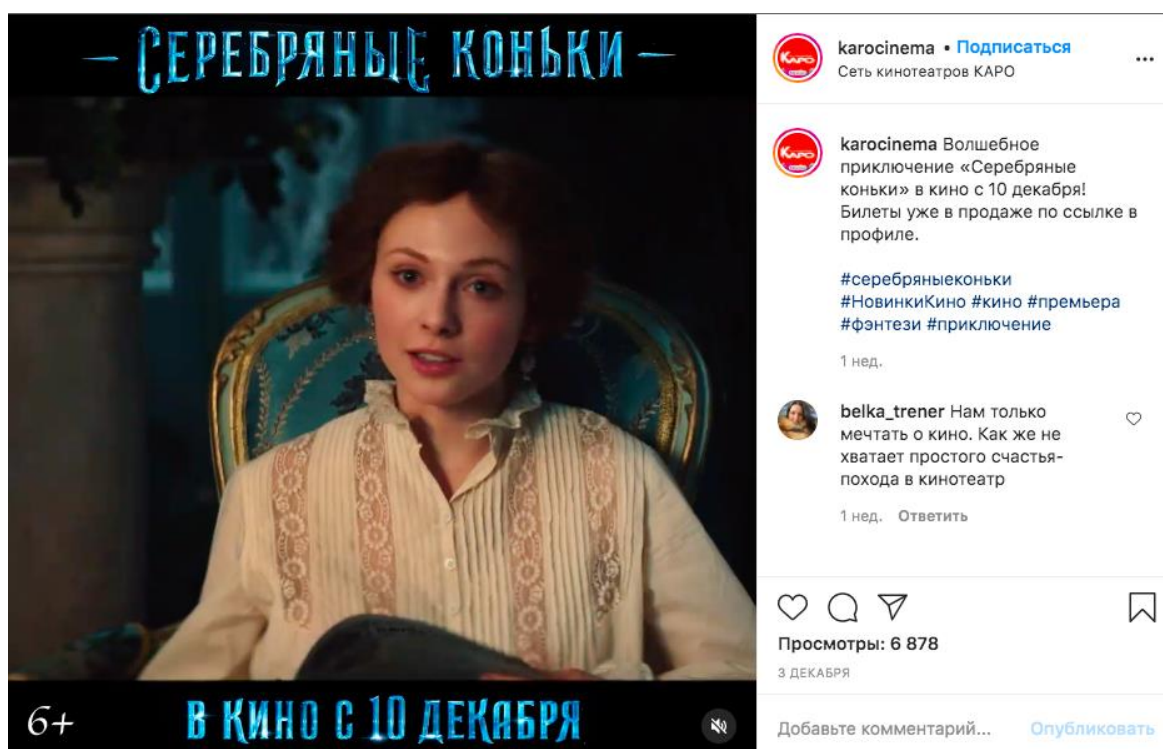 – СЕРЕБРЯНЫЕ КОНЬКИ –
6+
В КИНО С 10 ДЕКАБРЯ
КАРО
karocinema • Подписаться
Сеть кинотеатров КАРО
КАРО
karocinema Волшебное
приключение «Серебряные
коньки» в кино с 10 декабря!
Билеты уже в продаже по ссылке в
профиле.
#серебряныеконьки
#НовинкиКино #кино #премьера
#фэнтези #приключение
1 нед.
belka_trener Нам только
мечтать о кино. Как же не
хватает простого счастья-
похода в кинотеатр
1 нед. Ответить
Просмотры: 6 878
3 ДЕКАБРЯ
Добавьте комментарий... Опубликовать